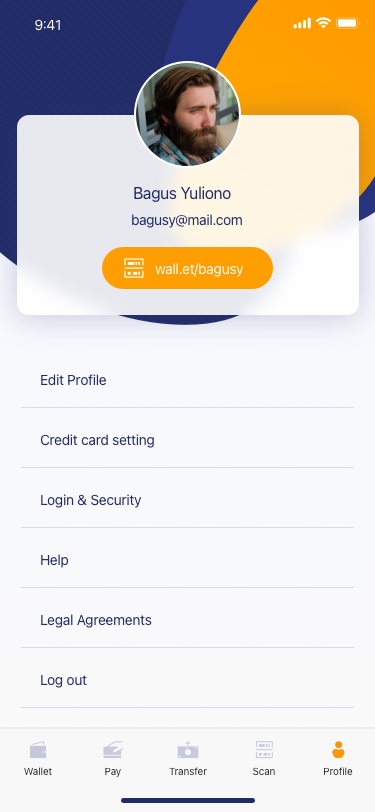 9:41
Bagus Yuliono
bagusy@mail.com
wall.et/bagusy
Edit Profile
Credit card setting
Login & Security
Help
Legal Agreements
Log out
Wallet Pay Transfer Scan Profile